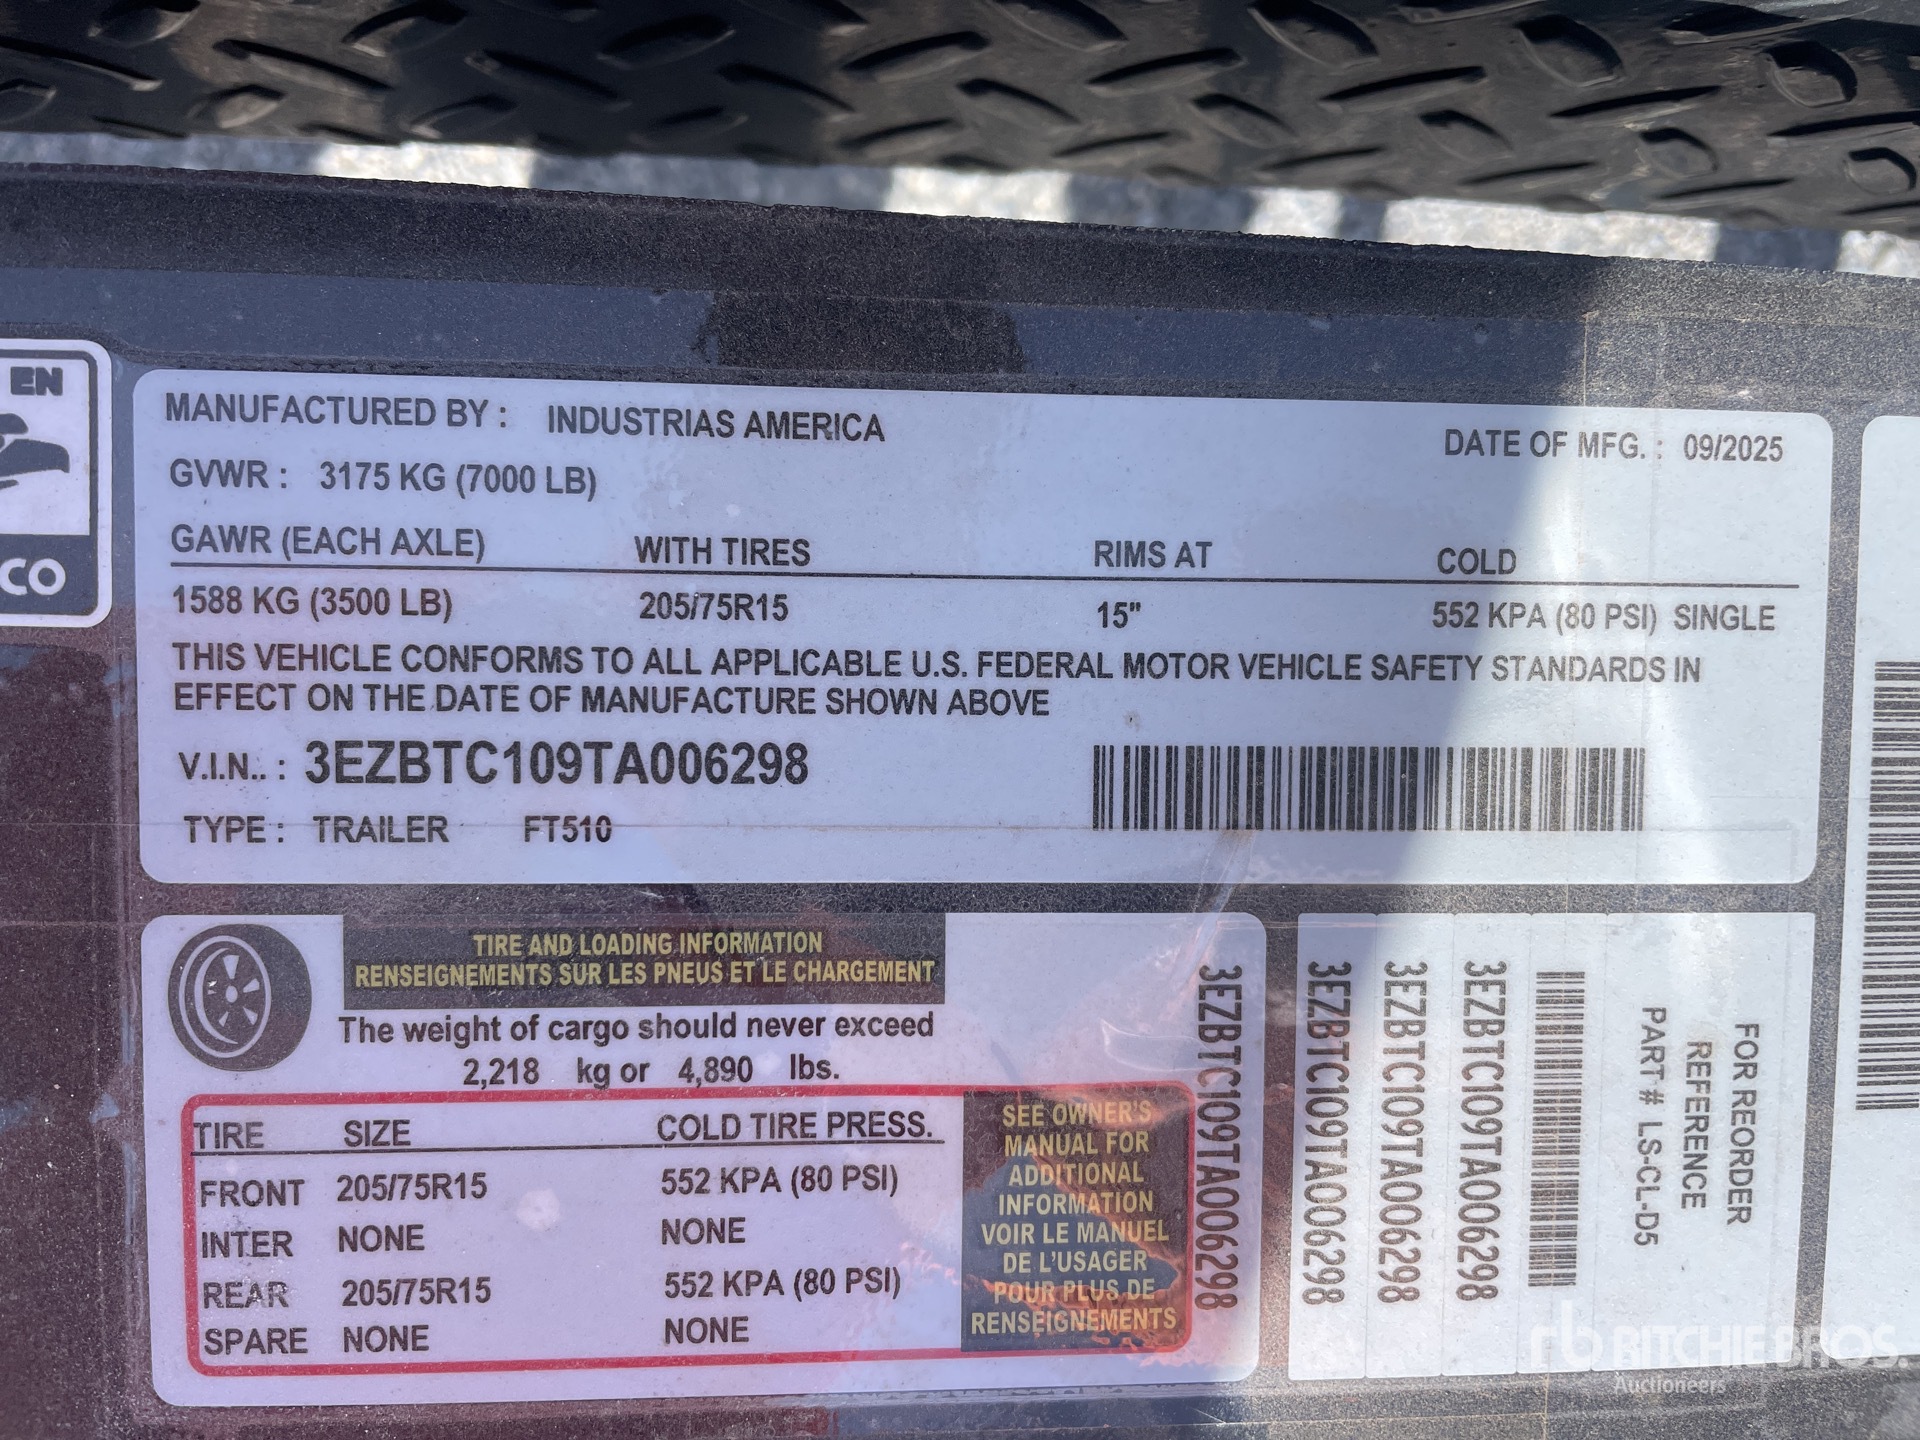 EN
CO
MANUFACTURED BY : INDUSTRIAS AMERICA
DATE OF MFG. : 09/2025
GVWR : 3175 KG (7000 LB)
GAWR (EACH AXLE) WITH TIRES RIMS AT COLD
1588 KG (3500 LB) 205/75R15 15" 552 KPA (80 PSI) SINGLE
THIS VEHICLE CONFORMS TO ALL APPLICABLE U.S. FEDERAL MOTOR VEHICLE SAFETY STANDARDS IN
EFFECT ON THE DATE OF MANUFACTURE SHOWN ABOVE
V.I.N.. : 3EZBTC109TA006298
TYPE : TRAILER FT510
TIRE AND LOADING INFORMATION
RENSEIGNEMENTS SUR LES PNEUS ET LE CHARGEMENT
The weight of cargo should never exceed
2,218 kg or 4,890 lbs.
TIRE SIZE COLD TIRE PRESS.
FRONT 205/75R15 552 KPA (80 PSI)
INTER NONE NONE
REAR 205/75R15 552 KPA (80 PSI)
SPARE NONE NONE
SEE OWNER'S
MANUAL FOR
ADDITIONAL
INFORMATION
VOIR LE MANUEL
DE L'USAGER
POUR PLUS DE
RENSEIGNEMENTS
3EZBTC109TA006298
3EZBTC109TA006298
3EZBTC109TA006298
3EZBTC109TA006298
FOR REORDER
REFERENCE
PART # LS-CL-D5
rb RITCHIE BROS.
Auctioneers